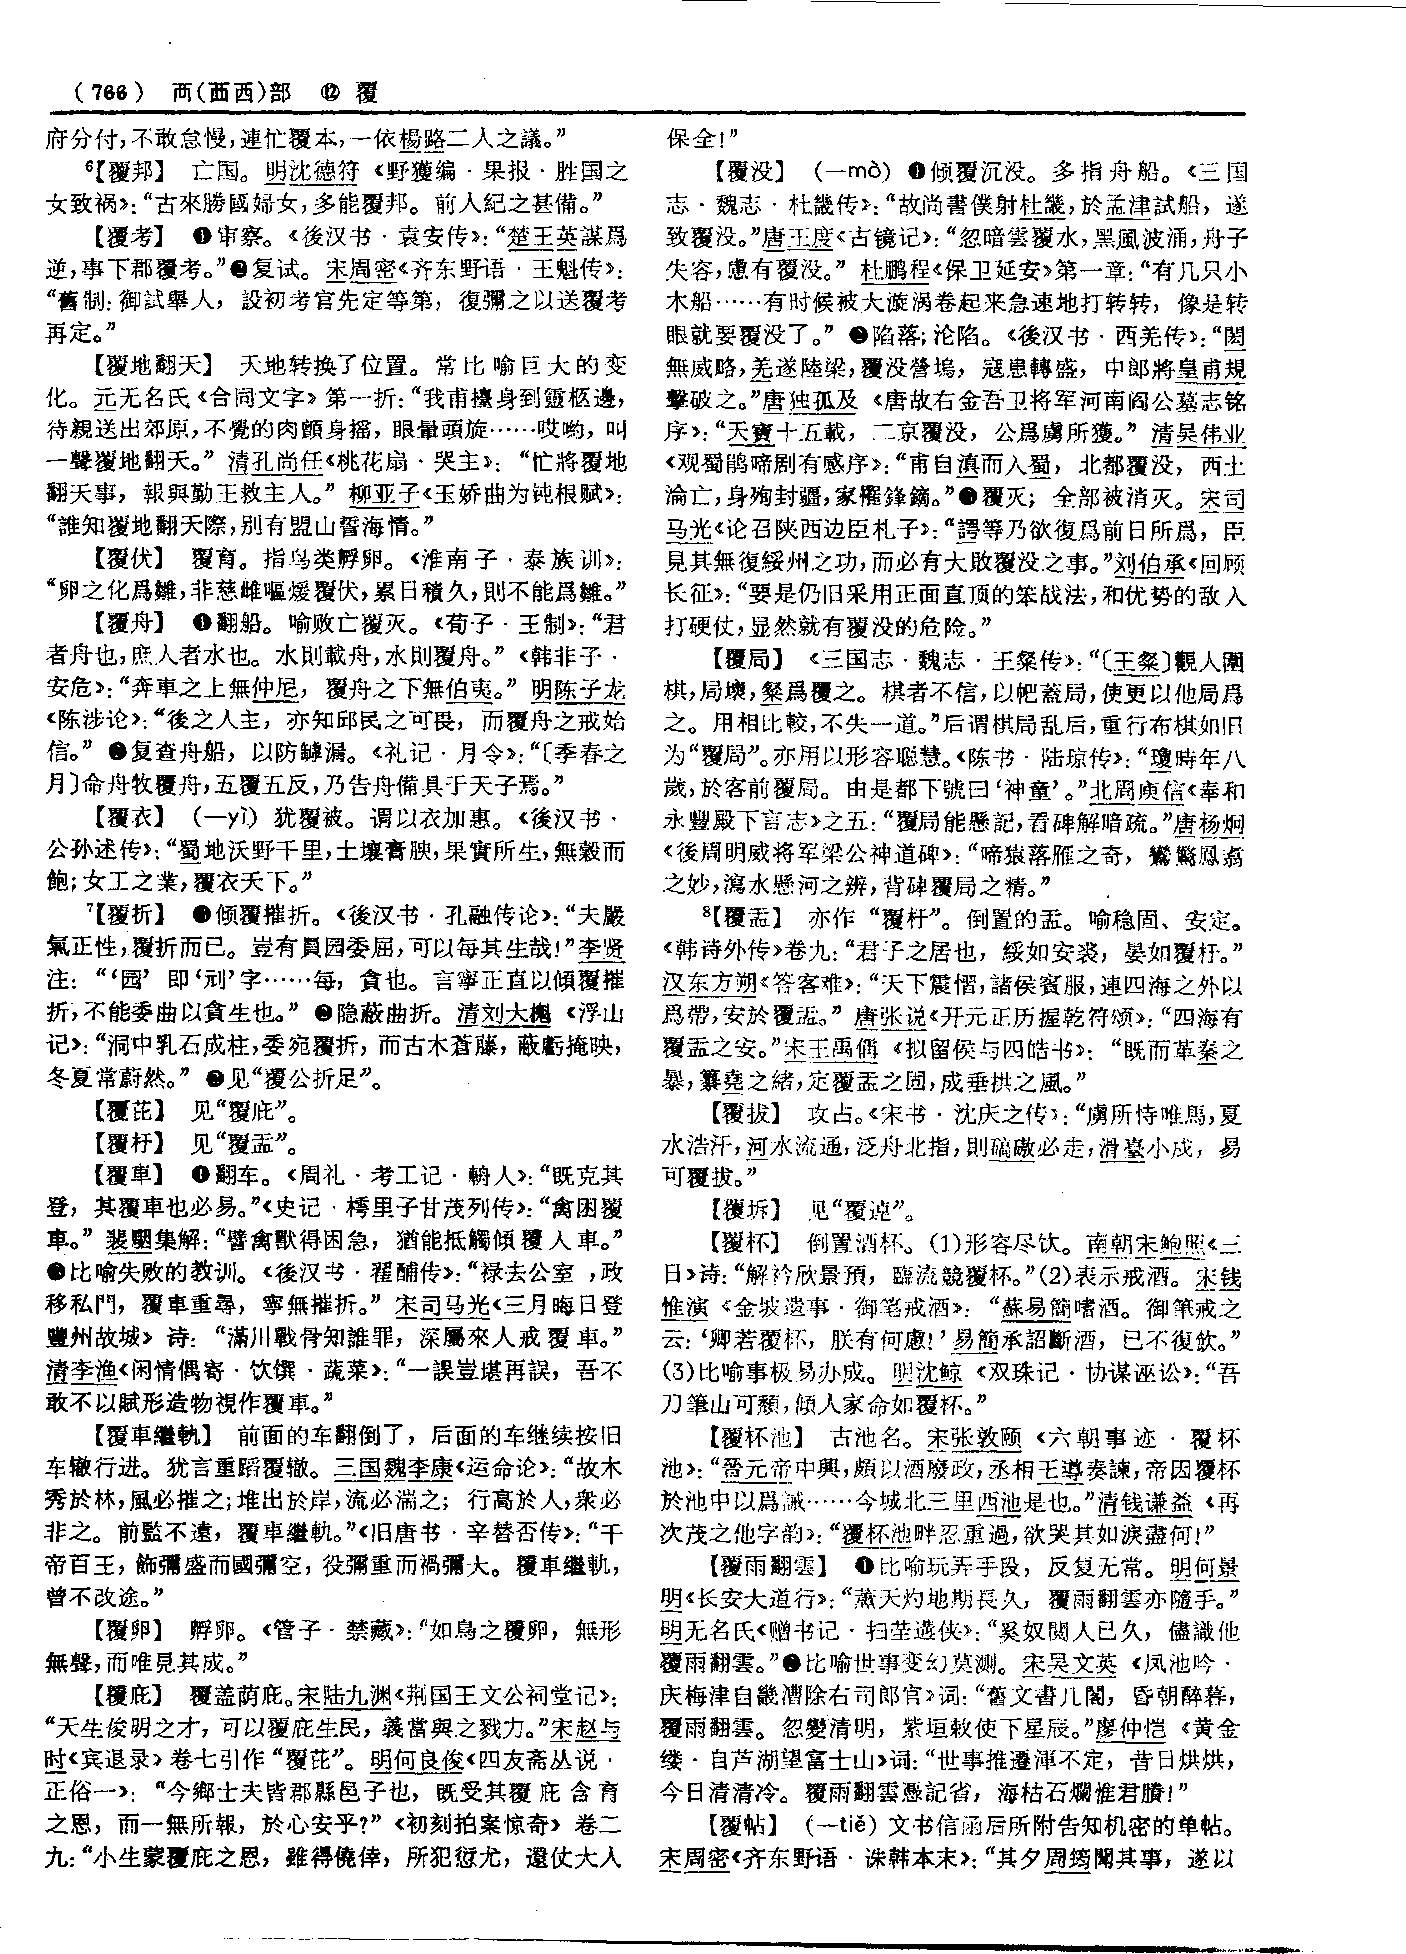 （766） 襾(覀西)部 ⑫ 覆
府分付，不敢怠慢，連忙覆本，一依楊路二人之議。”
⁶【覆邦】 亡国。明沈德符《野獲编·果报·胜国之
女致祸》：“古來勝國婦女，多能覆邦。前人紀之甚備。”
【覆考】 ❶审察。《後汉书·袁安传》：“楚王英謀爲
逆，事下郡覆考。”❷复试。宋周密《齐东野语·王魁传》：
“舊制：御試舉人，設初考官先定等第，復彌之以送覆考
再定。”
【覆地翻天】 天地转换了位置。常比喻巨大的变
化。元无名氏《合同文字》第一折：“我甫擡身到靈柩邊，
待親送出郊原，不覺的肉顫身摇，眼暈頭旋……哎喲，叫
一聲覆地翻天。”清孔尚任《桃花扇·哭主》：“忙將覆地
翻天事，報與勤王救主人。”柳亚子《玉娇曲为钝根赋》：
“誰知覆地翻天際，别有盟山誓海情。”
【覆伏】 覆育。指鸟类孵卵。《淮南子·泰族训》：
“卵之化爲雛，非慈雌嘔煖覆伏，累日積久，則不能爲雛。”
【覆舟】 ❶翻船。喻败亡覆灭。《荀子·王制》：“君
者舟也，庶人者水也。水則載舟，水則覆舟。”《韩非子·
安危》：“奔車之上無仲尼，覆舟之下無伯夷。”明陈子龙
《陈涉论》：“後之人主，亦知邱民之可畏，而覆舟之戒始
信。”❷复查舟船，以防罅漏。《礼记·月令》：“〔季春之
月〕命舟牧覆舟，五覆五反，乃告舟備具于天子焉。”
【覆衣】 （—yì）犹覆被。谓以衣加惠。《後汉书·
公孙述传》：“蜀地沃野千里，土壤膏腴，果實所生，無穀而
飽；女工之業，覆衣天下。”
⁷【覆折】 ❶倾覆摧折。《後汉书·孔融传论》：“夫嚴
氣正性，覆折而已。豈有員园委屈，可以每其生哉！”李贤
注：“‘园’即‘刓’字……每，貪也。言寧正直以傾覆摧
折，不能委曲以貪生也。”❷隐蔽曲折。清刘大櫆《浮山
记》：“洞中乳石成柱，委宛覆折，而古木蒼藤，蔽虧掩映，
冬夏常蔚然。”❸见“覆公折足”。
【覆芘】 见“覆庇”。
【覆杅】 见“覆盂”。
【覆車】 ❶翻车。《周礼·考工记·輈人》：“既克其
登，其覆車也必易。”《史记·樗里子甘茂列传》：“禽困覆
車。”裴駰集解：“譬禽獸得困急，猶能抵觸傾覆人車。”
❷比喻失败的教训。《後汉书·翟酺传》：“禄去公室，政
移私門，覆車重尋，寧無摧折。”宋司马光《三月晦日登
豐州故城》诗：“滿川戰骨知誰罪，深屬來人戒覆車。”
清李渔《闲情偶寄·饮馔·蔬菜》：“一誤豈堪再誤，吾不
敢不以賦形造物視作覆車。”
【覆車繼軌】 前面的车翻倒了，后面的车继续按旧
车辙行进。犹言重蹈覆辙。三国魏李康《运命论》：“故木
秀於林，風必摧之；堆出於岸，流必湍之；行高於人，衆必
非之。前監不遠，覆車繼軌。”《旧唐书·辛替否传》：“千
帝百王，飾彌盛而國彌空，役彌重而禍彌大。覆車繼軌，
曾不改途。”
【覆卵】 孵卵。《管子·禁藏》：“如鳥之覆卵，無形
無聲，而唯見其成。”
【覆庇】 覆盖荫庇。宋陆九渊《荆国王文公祠堂记》：
“天生俊明之才，可以覆庇生民，義當與之戮力。”宋赵与
时《宾退录》卷七引作“覆芘”。明何良俊《四友斋丛说·
正俗一》：“今鄉士夫皆郡縣邑子也，既受其覆庇含育
之恩，而一無所報，於心安乎？”《初刻拍案惊奇》卷二
九：“小生蒙覆庇之恩，雖得僥倖，所犯愆尤，還仗大人
保全！”
【覆没】 （—mò）❶倾覆沉没。多指舟船。《三国
志·魏志·杜畿传》：“故尚書僕射杜畿，於孟津試船，遂
致覆没。”唐王度《古镜记》：“忽暗雲覆水，黑風波涌，舟子
失容，慮有覆没。”杜鹏程《保卫延安》第一章：“有几只小
木船……有时候被大漩涡卷起来急速地打转转，像是转
眼就要覆没了。”❷陷落；沦陷。《後汉书·西羌传》：“閎
無威略，羌遂陸梁，覆没營塢，寇患轉盛，中郎將皇甫規
擊破之。”唐独孤及《唐故右金吾卫将军河南阎公墓志铭
序》：“天寶十五載，二京覆没，公爲虜所獲。”清吴伟业
《观蜀鹃啼剧有感序》：“甫自滇而入蜀，北都覆没，西土
淪亡，身殉封疆，家罹鋒鏑。”❸覆灭；全部被消灭。宋司
马光《论召陕西边臣札子》：“諤等乃欲復爲前日所爲，臣
見其無復綏州之功，而必有大敗覆没之事。”刘伯承《回顾
长征》：“要是仍旧采用正面直顶的笨战法，和优势的敌人
打硬仗，显然就有覆没的危险。”
【覆局】 《三国志·魏志·王粲传》：“〔王粲〕觀人圍
棋，局壞，粲爲覆之。棋者不信，以帊蓋局，使更以他局爲
之。用相比較，不失一道。”后谓棋局乱后，重行布棋如旧
为“覆局”。亦用以形容聪慧。《陈书·陆琼传》：“瓊時年八
歲，於客前覆局。由是都下號曰‘神童’。”北周庾信《奉和
永豐殿下言志》之五：“覆局能懸記，看碑解暗疏。”唐杨炯
《後周明威将军梁公神道碑》：“啼猿落雁之奇，鸞驚鳳翥
之妙，瀉水懸河之辨，背碑覆局之精。”
⁸【覆盂】 亦作“覆杅”。倒置的盂。喻稳固、安定。
《韩诗外传》卷九：“君子之居也，綏如安裘，晏如覆杅。”
汉东方朔《答客难》：“天下震慴，諸侯賓服，連四海之外以
爲帶，安於覆盂。”唐张说《开元正历握乾符颂》：“四海有
覆盂之安。”宋王禹偁《拟留侯与四皓书》：“既而革秦之
暴，纂堯之緒，定覆盂之固，成垂拱之風。”
【覆拔】 攻占。《宋书·沈庆之传》：“虜所恃唯馬，夏
水浩汗，河水流通，泛舟北指，則碻磝必走，滑臺小戍，易
可覆拔。”
【覆坼】 见“覆逴”。
【覆杯】 倒置酒杯。(1)形容尽饮。南朝宋鲍照《三
日》诗：“解衿欣景預，臨流競覆杯。”(2)表示戒酒。宋钱
惟演《金坡遗事·御笔戒酒》：“蘇易簡嗜酒。御筆戒之
云：‘卿若覆杯，朕有何慮！’易簡承詔斷酒，已不復飲。”
(3)比喻事极易办成。明沈鲸《双珠记·协谋诬讼》：“吾
刀筆山可頹，傾人家命如覆杯。”
【覆杯池】 古池名。宋张敦颐《六朝事迹·覆杯
池》：“晉元帝中興，頗以酒廢政，丞相王導奏諫，帝因覆杯
於池中以爲誡……今城北三里西池是也。”清钱谦益《再
次茂之他字韵》：“覆杯池畔忍重過，欲哭其如淚盡何！”
【覆雨翻雲】 ❶比喻玩弄手段，反复无常。明何景
明《长安大道行》：“薰天灼地期長久，覆雨翻雲亦隨手。”
明无名氏《赠书记·扫茔遘侠》：“奚奴閲人已久，儘識他
覆雨翻雲。”❷比喻世事变幻莫测。宋吴文英《凤池吟·
庆梅津自畿漕除右司郎官》词：“舊文書几閣，昏朝醉暮，
覆雨翻雲。忽變清明，紫垣敕使下星辰。”廖仲恺《黄金
缕·自芦湖望富士山》词：“世事推遷渾不定，昔日烘烘，
今日清清冷。覆雨翻雲憑記省，海枯石爛惟君賸！”
【覆帖】 （—tiě）文书信函后所附告知机密的单帖。
宋周密《齐东野语·诛韩本末》：“其夕周筠聞其事，遂以